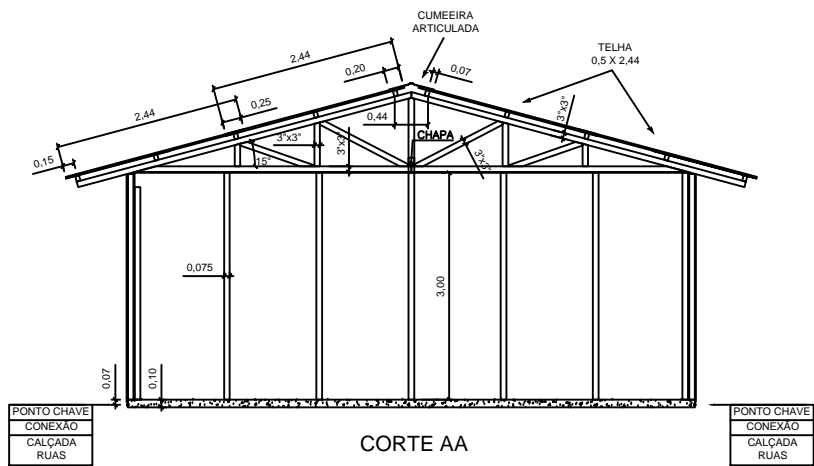 CUMEEIRA
ARTICULADA
2,44
TELHA
0,5 X 2,44
0,20
0,07
2,44
0,25
0,44
3"x3"
3"x3"
CHAPA
3"x3"
0,15
15°
3"x3"
0,075
3,00
0,07
0,10
PONTO CHAVE
CONEXÃO
CALÇADA
RUAS
CORTE AA
PONTO CHAVE
CONEXÃO
CALÇADA
RUAS